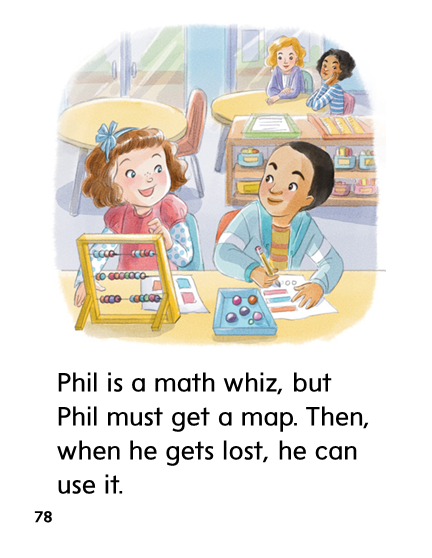 Phil is a math whiz, but
Phil must get a map. Then,
when he gets lost, he can
use it.
78